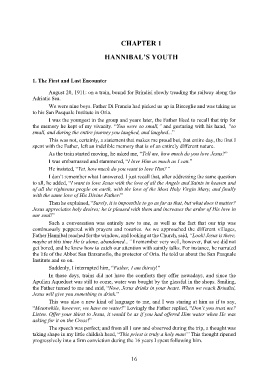 CHAPTER 1
HANNIBAL'S YOUTH
1. The First and Last Encounter
August 28, 1911: on a train, bound for Brindisi slowly treading the railway along the
Adriatic Sea.
We were nine boys. Father Di Francia had picked us up in Bisceglie and was taking us
to his San Pasquale Institute in Oria.
I was the youngest in the group and years later, the Father liked to recall that trip for
the memory he kept of my vivacity. "You were so small," and gesturing with his hand, "so
small, and during the entire journey you laughed, and laughed..."
This was not, certainly, a statement that makes me proud but, that entire day, the first I
spent with the Father, left an indelible memory that is of an entirely different nature.
As the train started moving, he asked me, "Tell me, how much do you love Jesus?"
I was embarrassed and stammered, "I love Him as much as I can."
He insisted, "Yes, how much do you want to love Him?"
I don't remember what I answered. I just recall that, after addressing the same question
to all, he added, "I want to love Jesus with the love of all the Angels and Saints in heaven and
of all the righteous people on earth, with the love of the Most Holy Virgin Mary, and finally
with the same love of His Divine Father!"
Then he explained, "Surely, it is impossible to go as far as that, but what does it matter?
Jesus appreciates holy desires; he is pleased with them and increases the ardor of His love in
our soul!"
Such a conversation was entirely new to me, as well as the fact that our trip was
continuously peppered with prayers and rosaries. As we approached the different villages,
Father Hannibal reached for the window, and looking at the Church, said, "Look! Jesus is there;
maybe at this time He is alone, abandoned!..." I remember very well, however, that we did not
get bored, and he knew how to catch our attention with saintly talks. For instance, he narrated
the life of the Abbot San Barsanofio, the protector of Oria. He told us about the San Pasquale
Institute and so on.
Suddenly, I interrupted him, "Father, I am thirsty!"
In those days, trains did not have the comforts they offer nowadays, and since the
Apulian Aqueduct was still to come, water was bought by the glassful in the shops. Smiling,
the Father turned to me and said, "Now, Jesus drinks in your heart. When we reach Brindisi,
Jesus will give you something to drink."
This was also a new kind of language to me, and I was staring at him as if to say,
"Meanwhile, however, we have no water!" Lovingly the Father replied, "Don't you trust me?
Listen. Offer your thirst to Jesus, it would be as if you had offered Him water when He was
asking for it on the Cross!"
The speech was perfect; and from all I saw and observed during the trip, a thought was
taking shape in my little childish head, "This priest is truly a holy man!" This thought ripened
progressively into a firm conviction during the 16 years I spent following him.
16